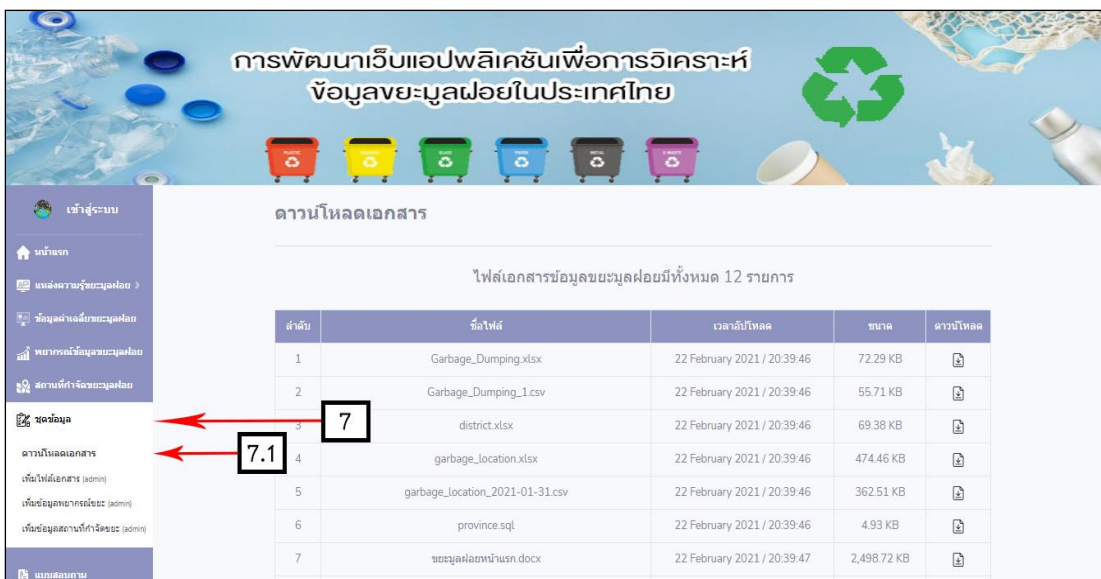 การพัฒนาเว็บแอปพลิเคชันเพื่อการวิเคราะห์
ข้อมูลขยะมูลฝอยในประเทศไทย
PLASTIC
GLASS
PAPER
METAL
E-WASTE
เข้าสู่ระบบ
หน้าแรก
แหล่งความรู้ขยะมูลฝอย
ข้อมูลค่าเฉลี่ยขยะมูลฝอย
พยากรณ์ข้อมูลขยะมูลฝอย
สถานที่กำจัดขยะมูลฝอย
ชุดข้อมูล
ดาวน์โหลดเอกสาร
เพิ่มไฟล์เอกสาร (admin)
เพิ่มข้อมูลพยากรณ์ขยะ (admin)
เพิ่มข้อมูลสถานที่กำจัดขยะ (admin)
แบบสอบถาม
7
7.1
ดาวน์โหลดเอกสาร
ไฟล์เอกสารข้อมูลขยะมูลฝอยมีทั้งหมด 12 รายการ
ลำดับ ชื่อไฟล์ เวลาอัปโหลด ขนาด ดาวน์โหลด
1 Garbage_Dumping.xlsx 22 February 2021 / 20:39:46 72.29 KB
2 Garbage_Dumping_1.csv 22 February 2021 / 20:39:46 55.71 KB
3 district.xlsx 22 February 2021 / 20:39:46 69.38 KB
4 garbage_location.xlsx 22 February 2021 / 20:39:46 474.46 KB
5 garbage_location_2021-01-31.csv 22 February 2021 / 20:39:46 362.51 KB
6 province.sql 22 February 2021 / 20:39:46 4.93 KB
7 ขยะมูลฝอยหน้าแรก.docx 22 February 2021 / 20:39:47 2,498.72 KB